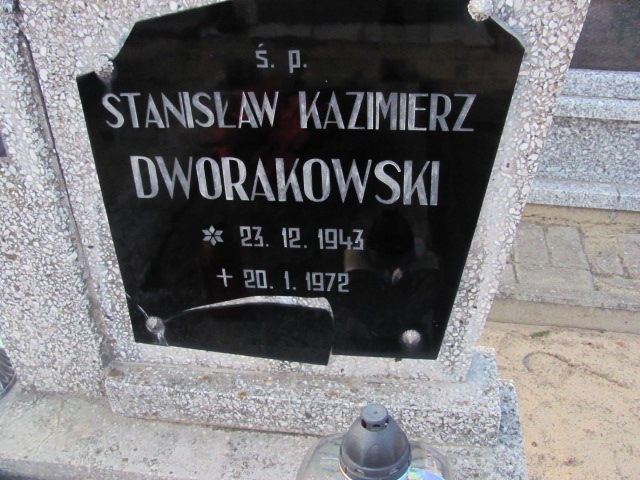 ś. p.
STANISŁAW KAZIMIERZ
DWORAKOWSKI
* 23. 12. 1943
+ 20. 1. 1972